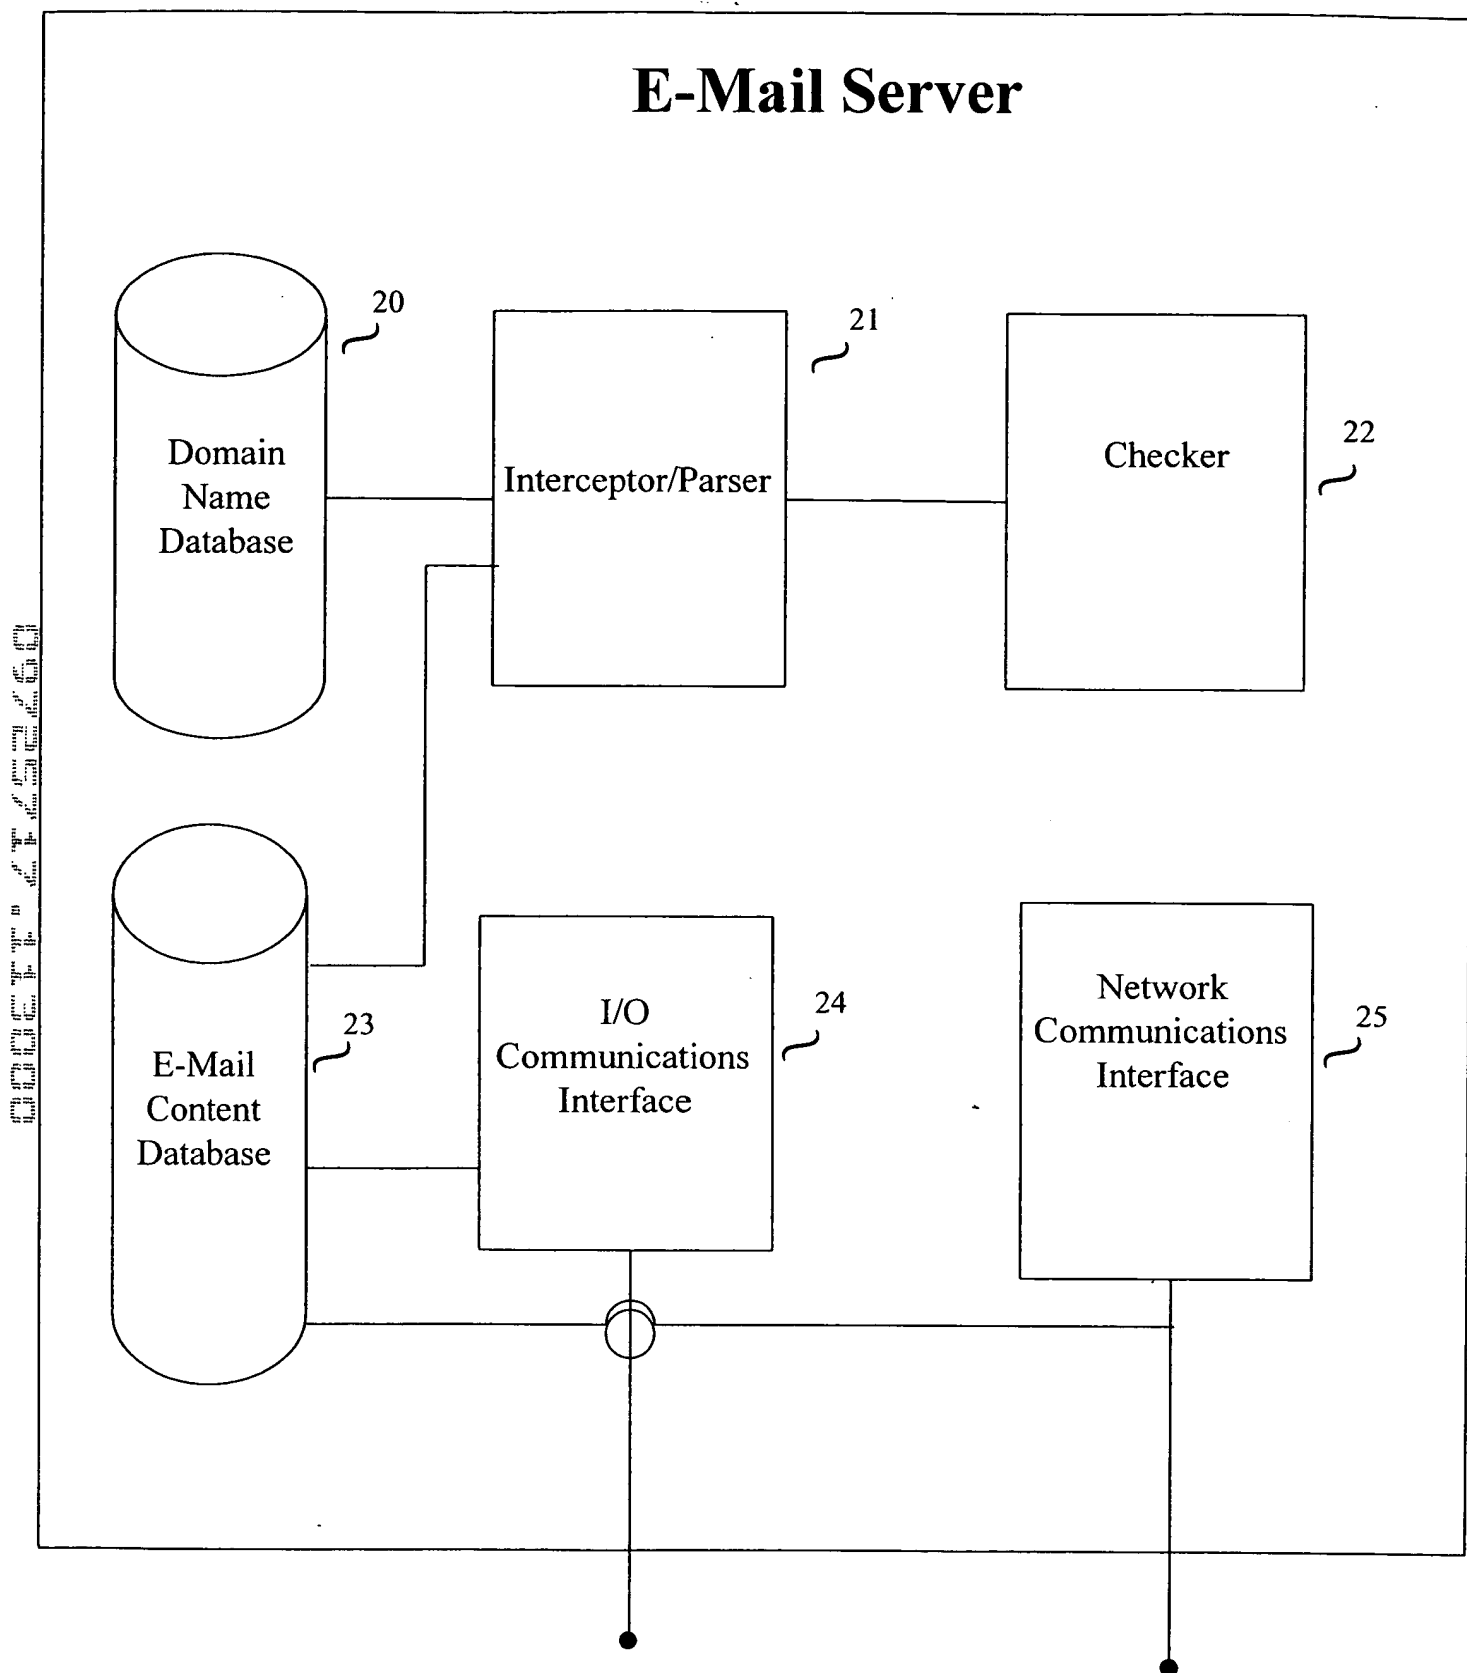 E-Mail Server
20
21
22
Domain
Name
Database
Interceptor/Parser
Checker
23
24
25
E-Mail
Content
Database
I/O
Communications
Interface
Network
Communications
Interface